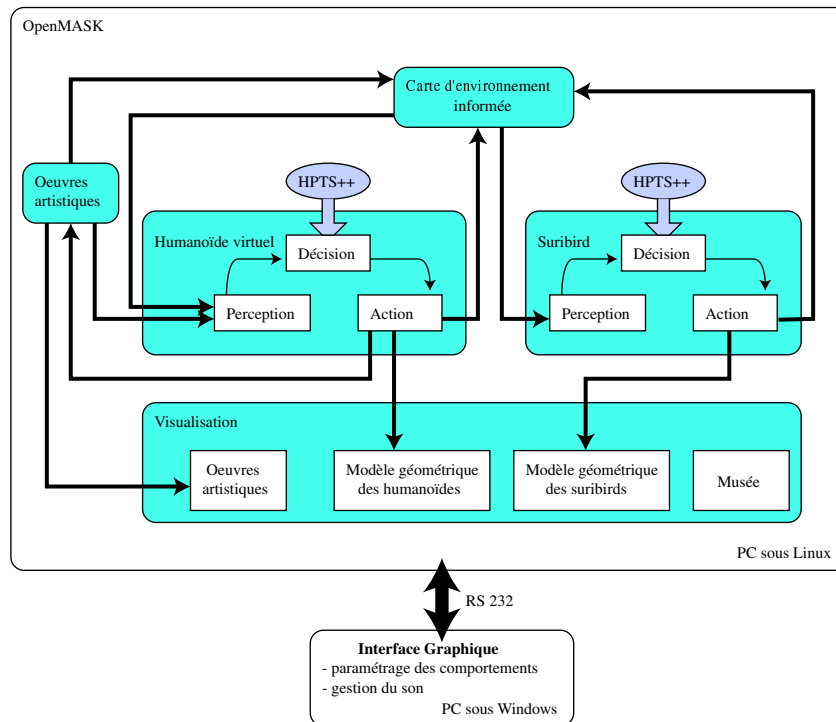 OpenMASK
Carte d'environnement
informée
Oeuvres
artistiques
HPTS++
HPTS++
Humanoïde virtuel
Décision
Perception
Action
Suribird
Décision
Perception
Action
Visualisation
Oeuvres
artistiques
Modèle géométrique
des humanoïdes
Modèle géométrique
des suribirds
Musée
PC sous Linux
RS 232
Interface Graphique
- paramétrage des comportements
- gestion du son
PC sous Windows